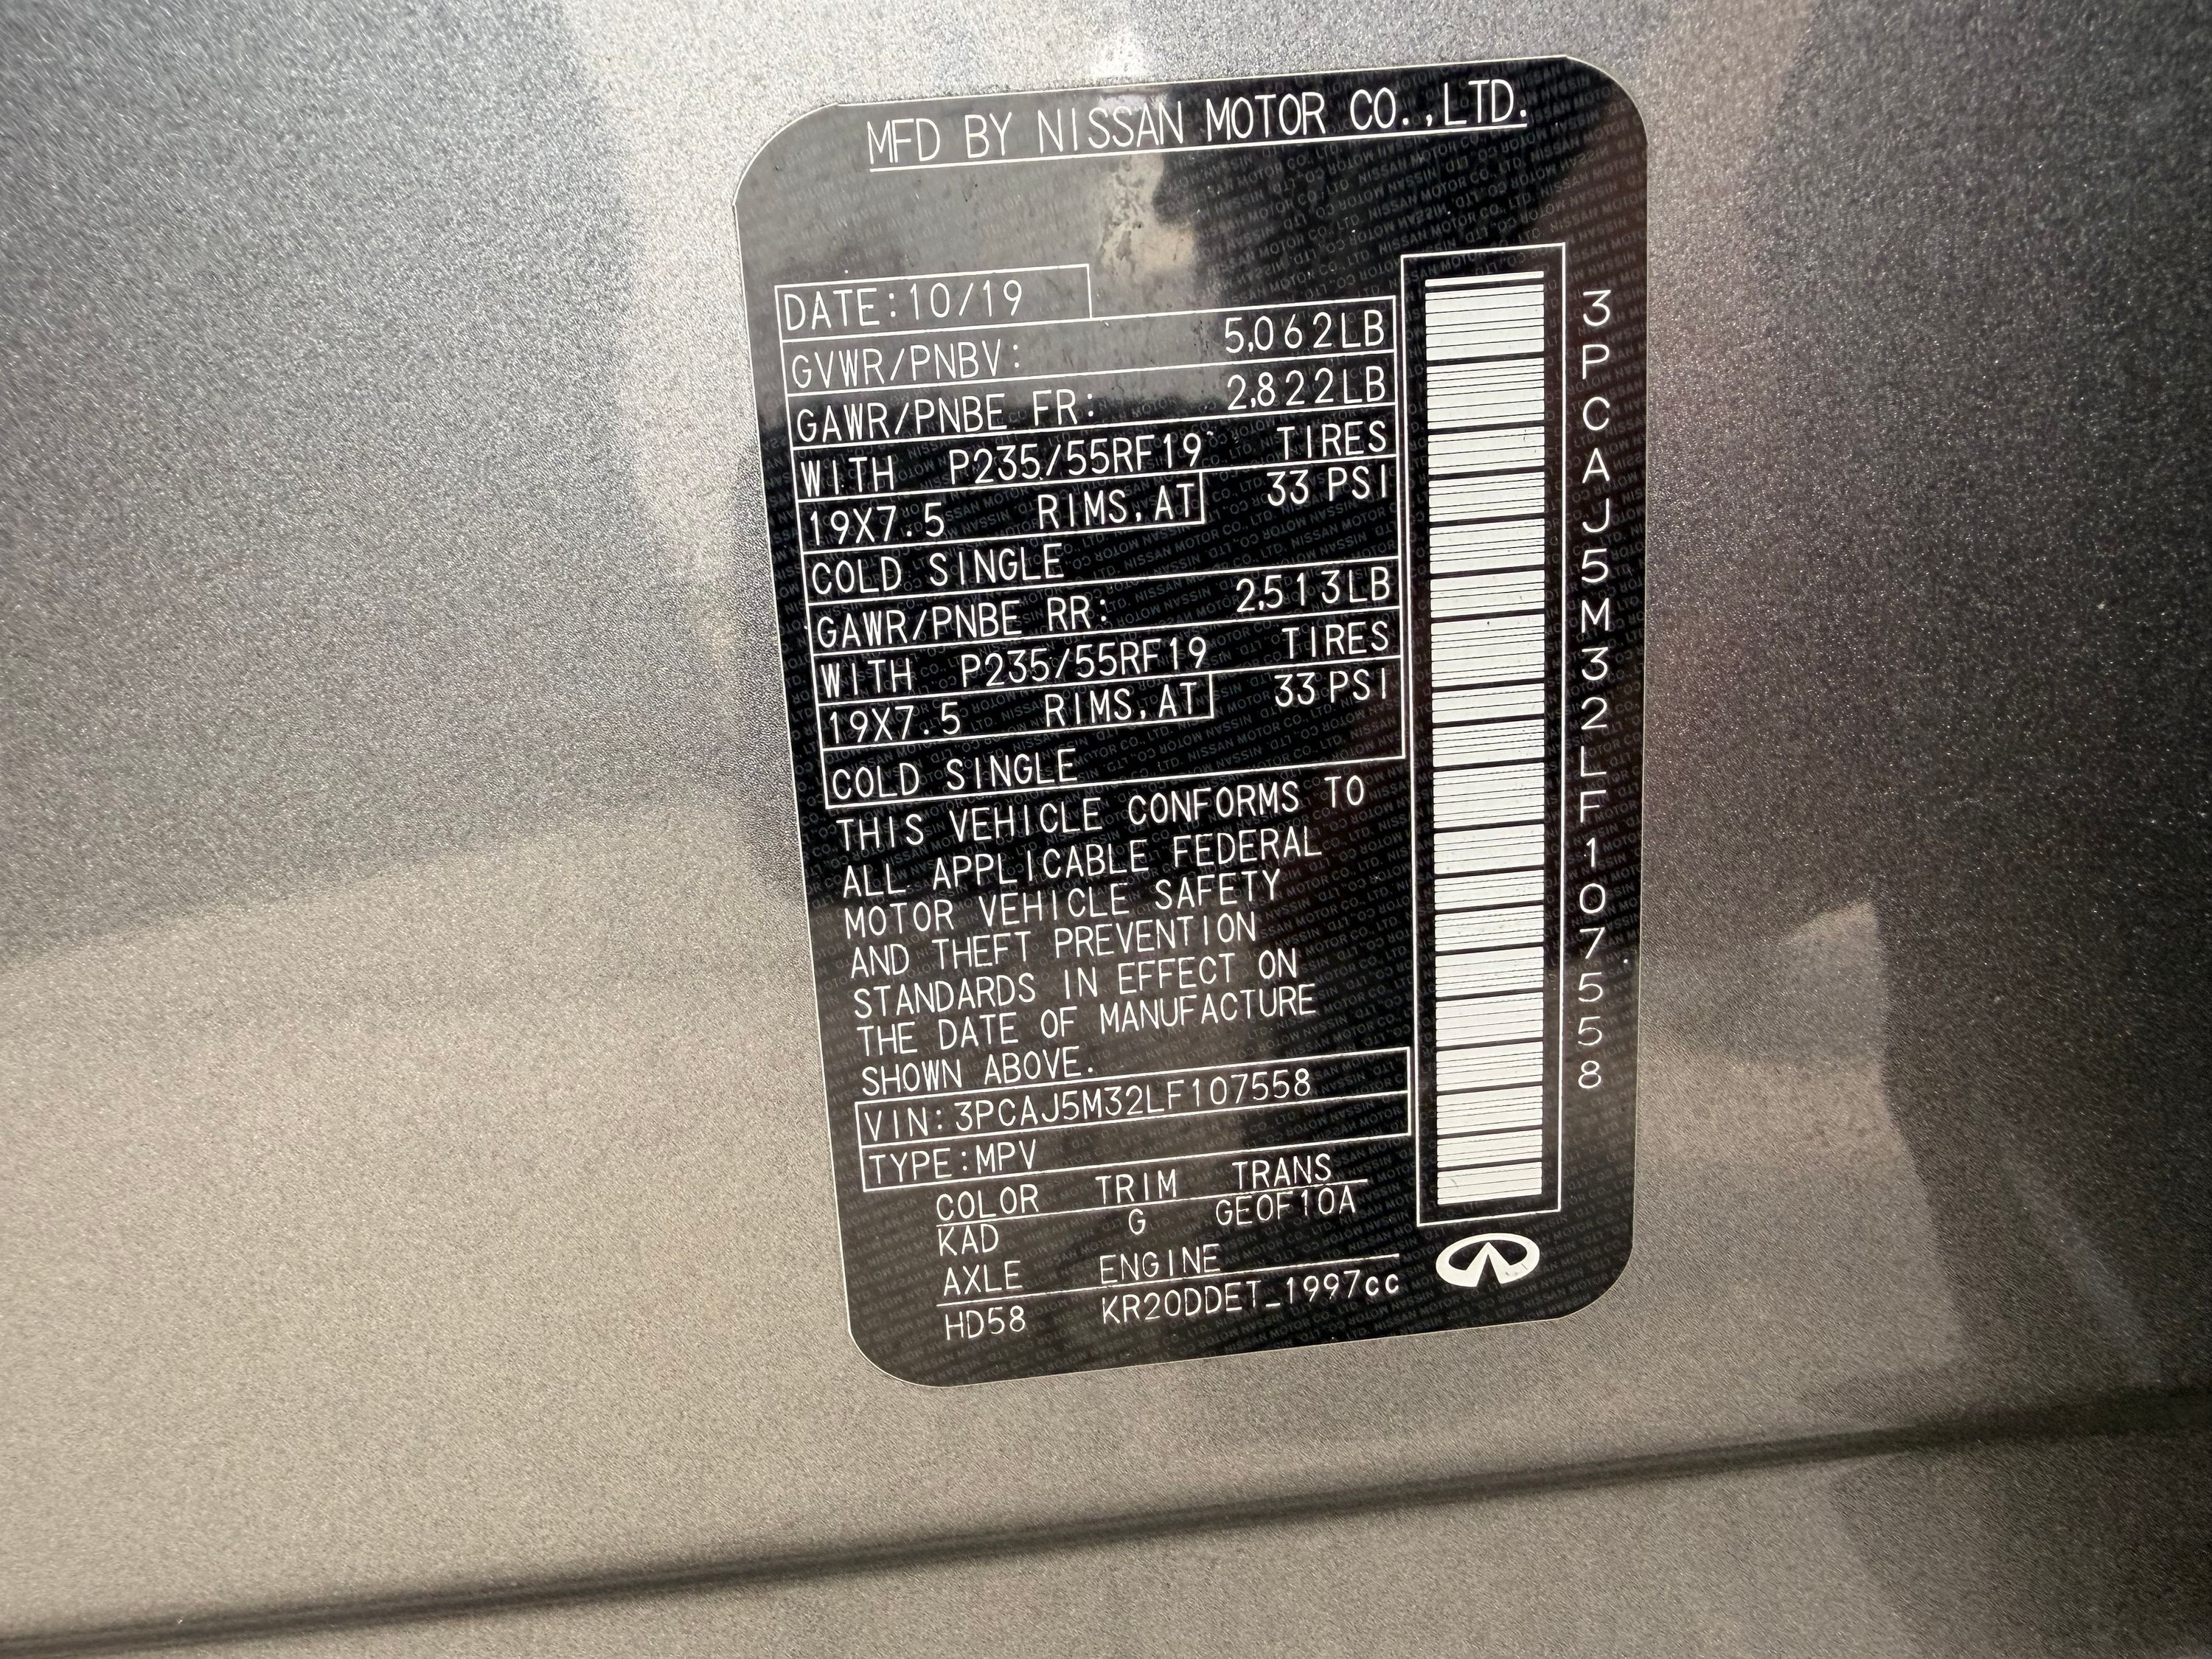 MFD BY NISSAN MOTOR CO.,LTD.
DATE:10/19
GVWR/PNBV: 5,062LB
GAWR/PNBE FR: 2,822LB
WITH P235/55RF19 TIRES
19X7.5 RIMS,AT 33 PSI
COLD SINGLE
GAWR/PNBE RR: 2,513LB
WITH P235/55RF19 TIRES
19X7.5 RIMS,AT 33 PSI
COLD SINGLE
THIS VEHICLE CONFORMS TO
ALL APPLICABLE FEDERAL
MOTOR VEHICLE SAFETY
AND THEFT PREVENTION
STANDARDS IN EFFECT ON
THE DATE OF MANUFACTURE
SHOWN ABOVE.
VIN:3PCAJ5M32LF107558
TYPE:MPV
COLOR TRIM TRANS
KAD G GE0F10A
AXLE ENGINE
HD58 KR20DDET_1997cc
3PCAJ5M32LF107558